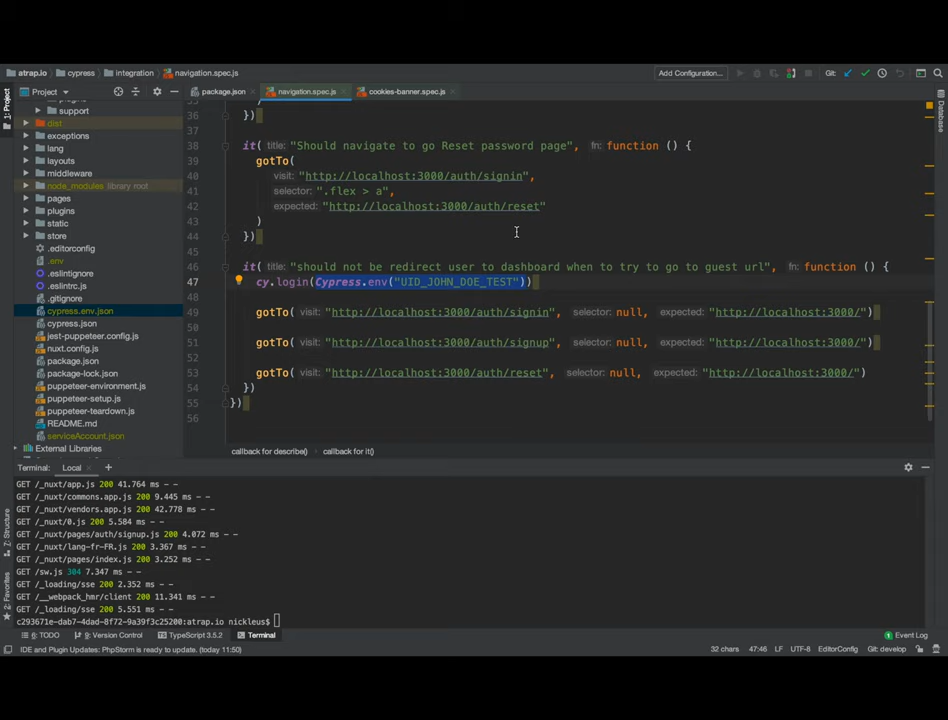 atrap.io cypress integration navigation.spec.js Add Configuration... Git:
Project package.json navigation.spec.js cookies-banner.spec.js
support
dist
exceptions
lang
layouts
middleware
node_modules library root
pages
plugins
static
store
.editorconfig
.env
.eslintignore
.eslintrc.js
.gitignore
cypress.env.json
cypress.json
jest-puppeteer.config.js
nuxt.config.js
package.json
package-lock.json
puppeteer-environment.js
puppeteer-setup.js
puppeteer-teardown.js
README.md
serviceAccount.json
External Libraries
1: Project
Z: Structure
2: Favorites
Database
36 })
37
38 it( title: "Should navigate to go Reset password page", fn: function () {
39 gotTo(
40 visit: "http://localhost:3000/auth/signin",
41 selector: ".flex > a",
42 expected: "http://localhost:3000/auth/reset"
43 )
44 })
45
46 it( title: "should not be redirect user to dashboard when to try to go to guest url", fn: function () {
47 cy.login(Cypress.env("UID_JOHN_DOE_TEST"))
48
49 gotTo( visit: "http://localhost:3000/auth/signin", selector: null, expected: "http://localhost:3000/")
50
51 gotTo( visit: "http://localhost:3000/auth/signup", selector: null, expected: "http://localhost:3000/")
52
53 gotTo( visit: "http://localhost:3000/auth/reset", selector: null, expected: "http://localhost:3000/")
54 })
55 })
56
callback for describe() callback for it()
Terminal: Local +
GET /_nuxt/app.js 200 41.764 ms - -
GET /_nuxt/commons.app.js 200 9.445 ms - -
GET /_nuxt/vendors.app.js 200 42.778 ms - -
GET /_nuxt/0.js 200 5.584 ms - -
GET /_nuxt/pages/auth/signup.js 200 4.072 ms - -
GET /_nuxt/lang-fr-FR.js 200 3.367 ms - -
GET /_nuxt/pages/index.js 200 3.252 ms - -
GET /sw.js 304 7.347 ms - -
GET /_loading/sse 200 2.352 ms - -
GET /__webpack_hmr/client 200 11.341 ms - -
GET /_loading/sse 200 5.551 ms - -
c293671e-dab7-4dad-8f72-9a39f3c25200:atrap.io nickleus$
6: TODO 9: Version Control TypeScript 3.5.2 Terminal 1 Event Log
IDE and Plugin Updates: PhpStorm is ready to update. (today 11:50) 32 chars 47:46 LF UTF-8 EditorConfig Git: develop